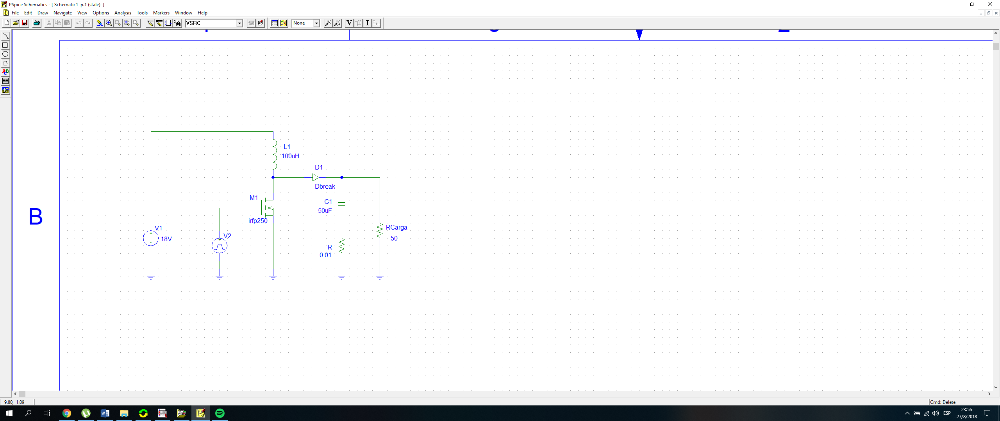 PSpice Schematics - [ Schematic1 p.1 (stale) ]
File Edit Draw Navigate View Options Analysis Tools Markers Window Help
VSRC
None
V
I
ABC
B
L1
100uH
D1
Dbreak
M1
irfp250
C1
50uF
V1
18V
V2
RCarga
50
R
0.01
9.80, 1.09
Cmd: Delete
ESP
23:56
27/8/2018